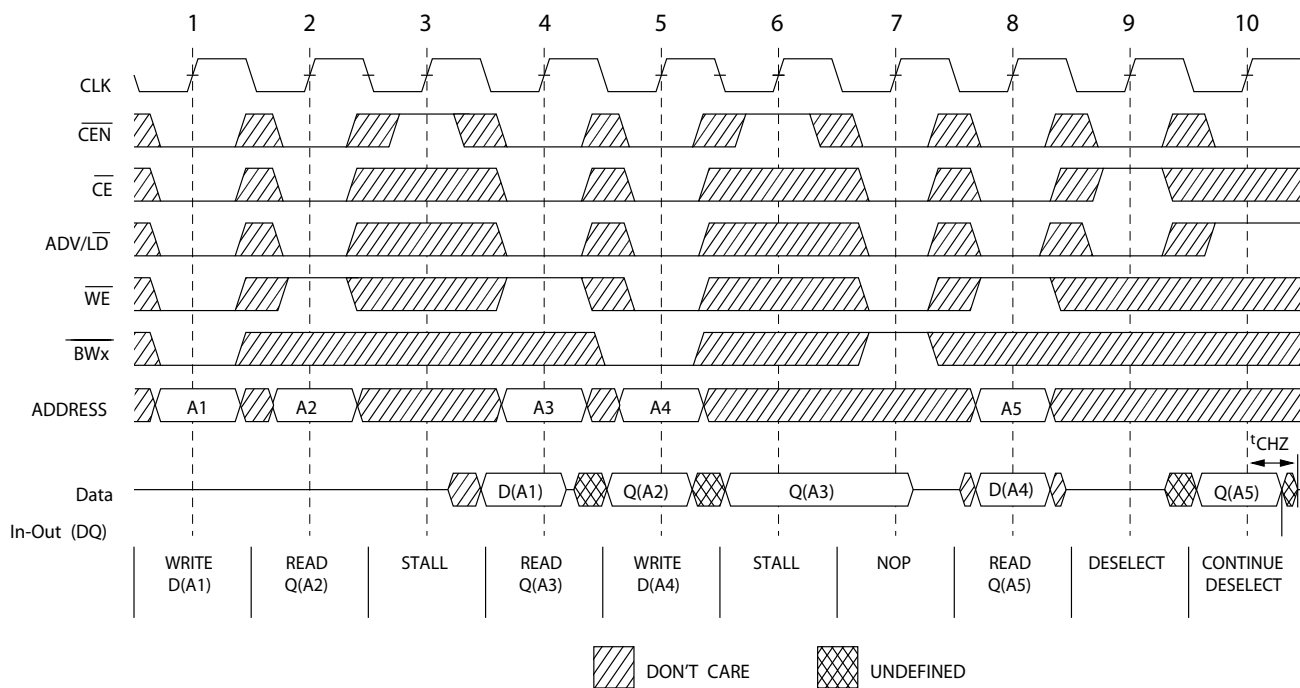 1 2 3 4 5 6 7 8 9 10
CLK
CEN
CE
ADV/LD
WE
BWx
ADDRESS A1 A2 A3 A4 A5
tCHZ
Data D(A1) Q(A2) Q(A3) D(A4) Q(A5)
In-Out (DQ)
WRITE READ STALL READ WRITE STALL NOP READ DESELECT CONTINUE
D(A1) Q(A2) Q(A3) D(A4) Q(A5) DESELECT
DON'T CARE UNDEFINED